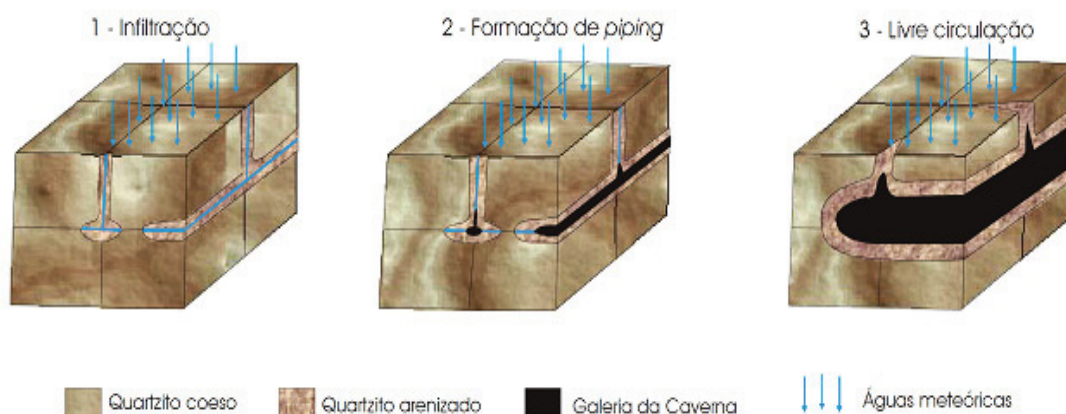 1 - Infiltração
2 - Formação de piping
3 - Livre circulação
Quartzito coeso
Quartzito arenizado
Galeria da Caverna
Águas meteóricas